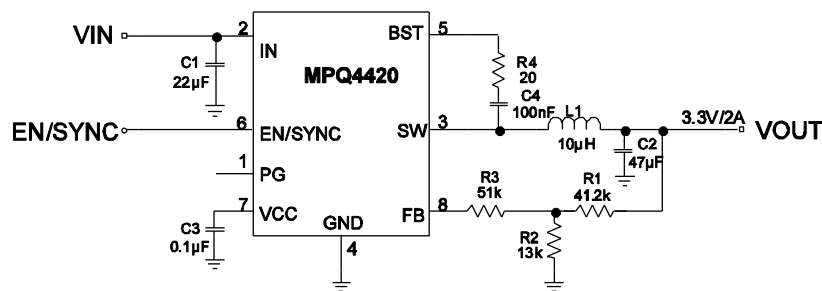 VIN
2
IN
BST
5
C1
22µF
MPQ4420
R4
20
C4
100nF
L1
10µH
3.3V/2A
VOUT
EN/SYNC
6
EN/SYNC
SW
3
C2
47µF
1
PG
R3
51k
R1
41.2k
7
VCC
FB
8
C3
0.1µF
GND
4
R2
13k